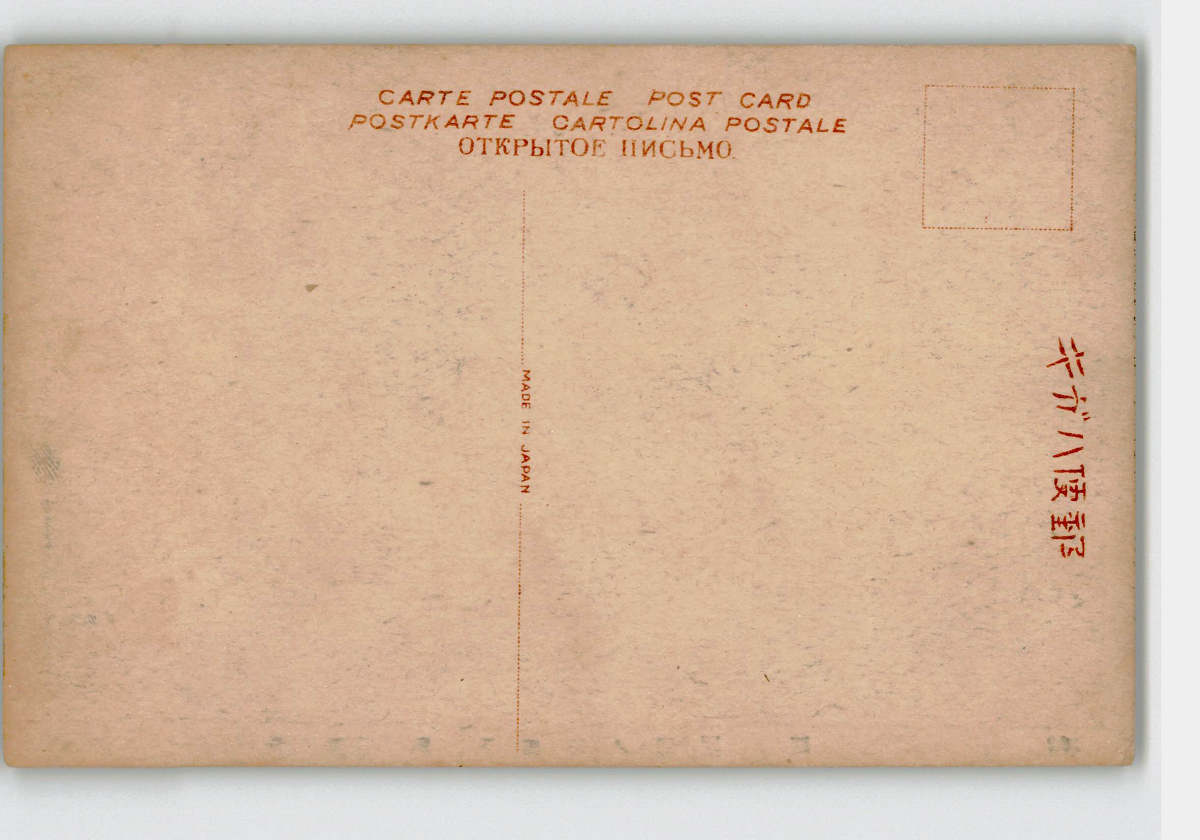 CARTE POSTALE POST CARD
POSTKARTE CARTOLINA POSTALE
ОТКРЫТОЕ ПИСЬМО.
MADE IN JAPAN
郵便ハガキ